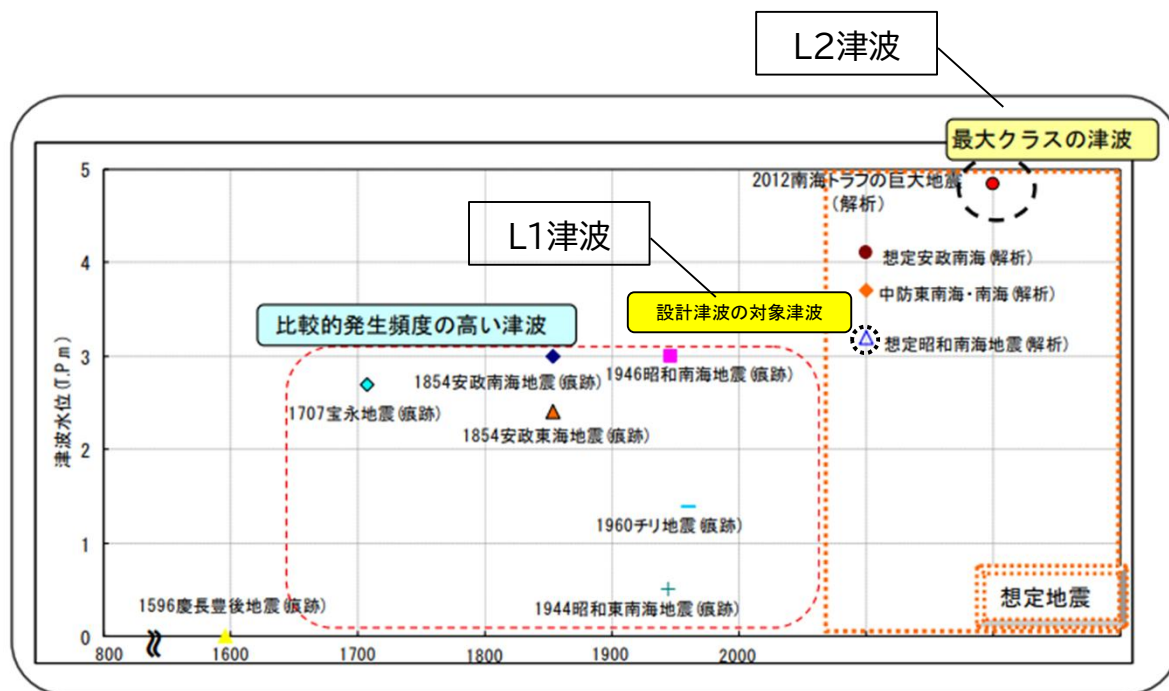 L2津波
最大クラスの津波
5
2012南海トラフの巨大地震
(解析)
L1津波
4
想定安政南海(解析)
中防東南海・南海(解析)
設計津波の対象津波
比較的発生頻度の高い津波
想定昭和南海地震(解析)
3
1854安政南海地震(痕跡)
1946昭和南海地震(痕跡)
1707宝永地震(痕跡)
1854安政東海地震(痕跡)
津波水位(T.P.m)
2
1960チリ地震(痕跡)
1
1944昭和東南海地震(痕跡)
1596慶長豊後地震(痕跡)
想定地震
0
800 1600 1700 1800 1900 2000